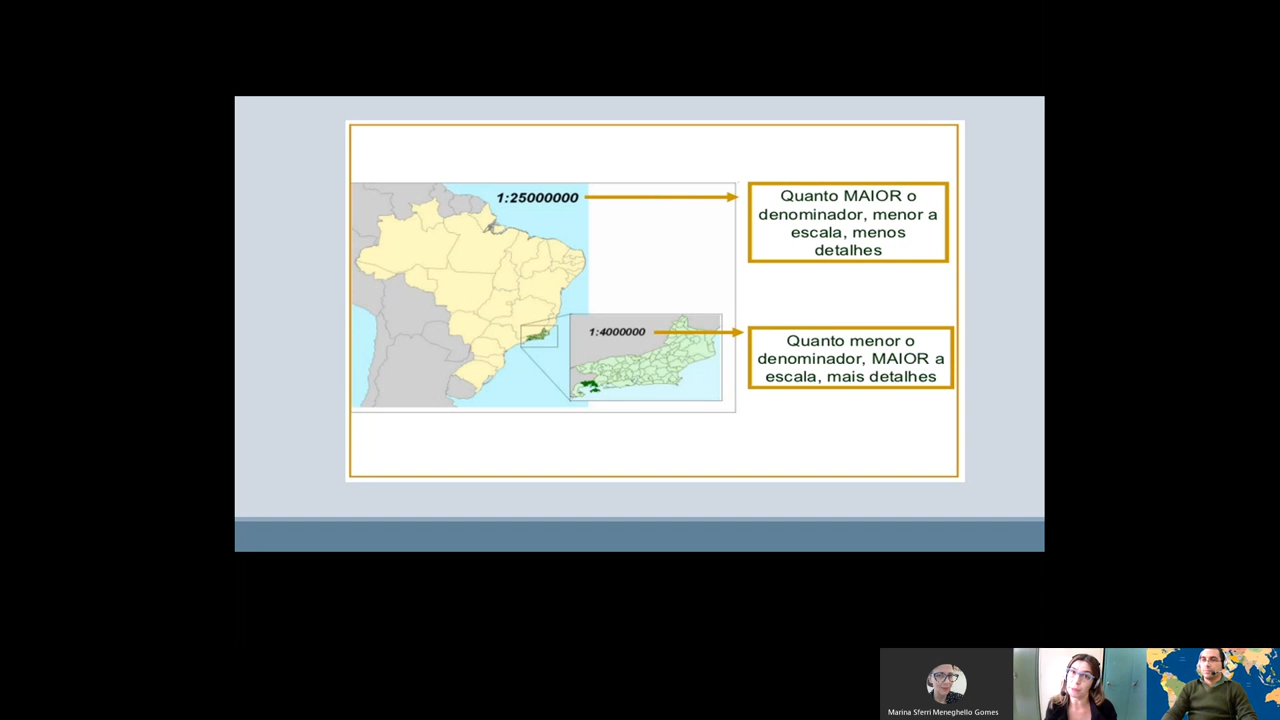 1:25000000
Quanto MAIOR o
denominador, menor a
escala, menos
detalhes
1:4000000
Quanto menor o
denominador, MAIOR a
escala, mais detalhes
Marina Sferri Meneghello Gomes